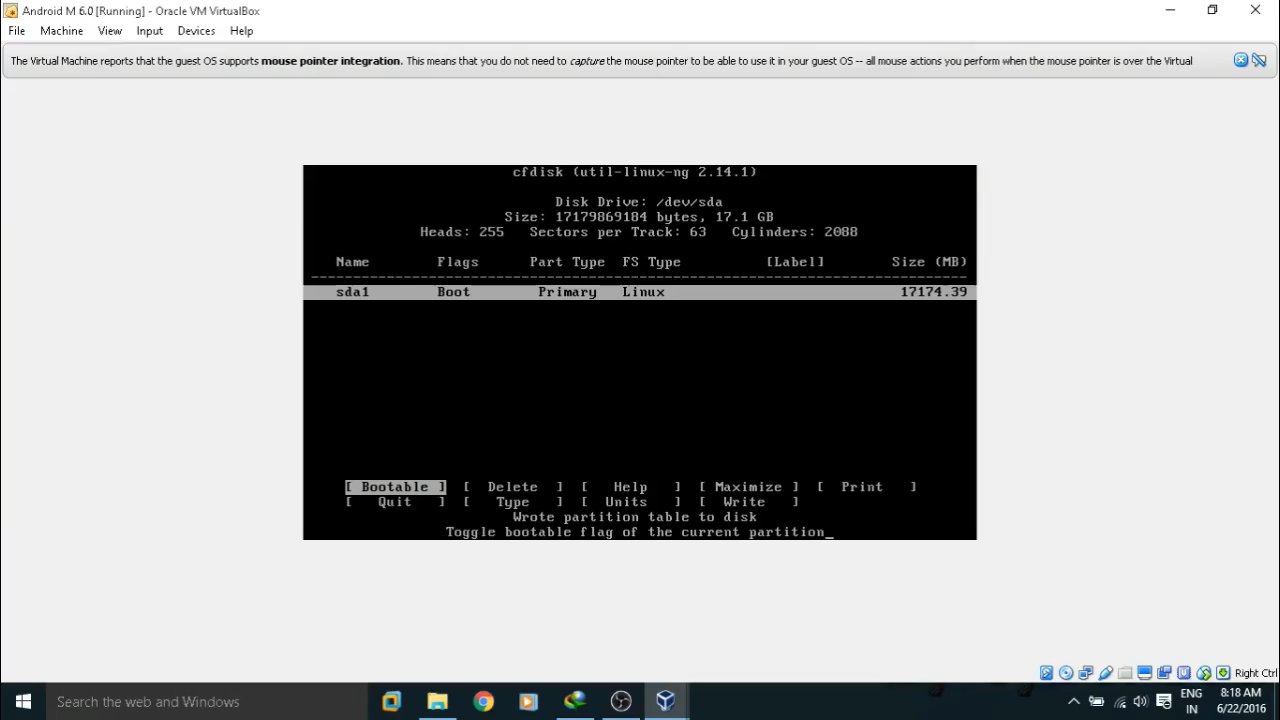 Android M 6.0 [Running] - Oracle VM VirtualBox
File Machine View Input Devices Help
The Virtual Machine reports that the guest OS supports mouse pointer integration. This means that you do not need to capture the mouse pointer to be able to use it in your guest OS -- all mouse actions you perform when the mouse pointer is over the Virtual
cfdisk (util-linux-ng 2.14.1)
Disk Drive: /dev/sda
Size: 17179869184 bytes, 17.1 GB
Heads: 255 Sectors per Track: 63 Cylinders: 2088
Name Flags Part Type FS Type [Label] Size (MB)
sda1 Boot Primary Linux 17174.39
[ Bootable ] [ Delete ] [ Help ] [ Maximize ] [ Print ]
[ Quit ] [ Type ] [ Units ] [ Write ]
Wrote partition table to disk
Toggle bootable flag of the current partition_
Right Ctrl
Search the web and Windows
ENG 8:18 AM
IN 6/22/2016